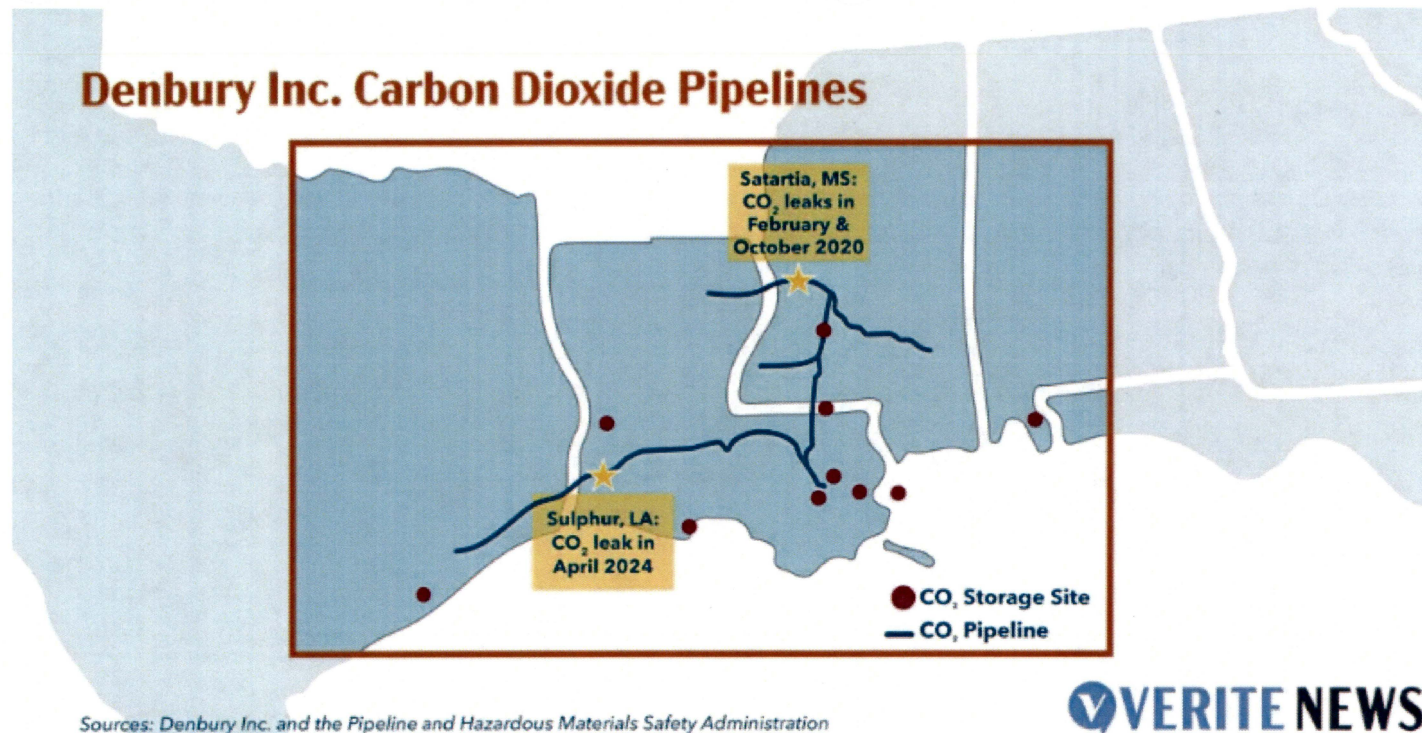 Denbury Inc. Carbon Dioxide Pipelines
Satartia, MS:
CO₂ leaks in
February &
October 2020
Sulphur, LA:
CO₂ leak in
April 2024
CO₂ Storage Site
CO₂ Pipeline
Sources: Denbury Inc. and the Pipeline and Hazardous Materials Safety Administration
V VERITE NEWS